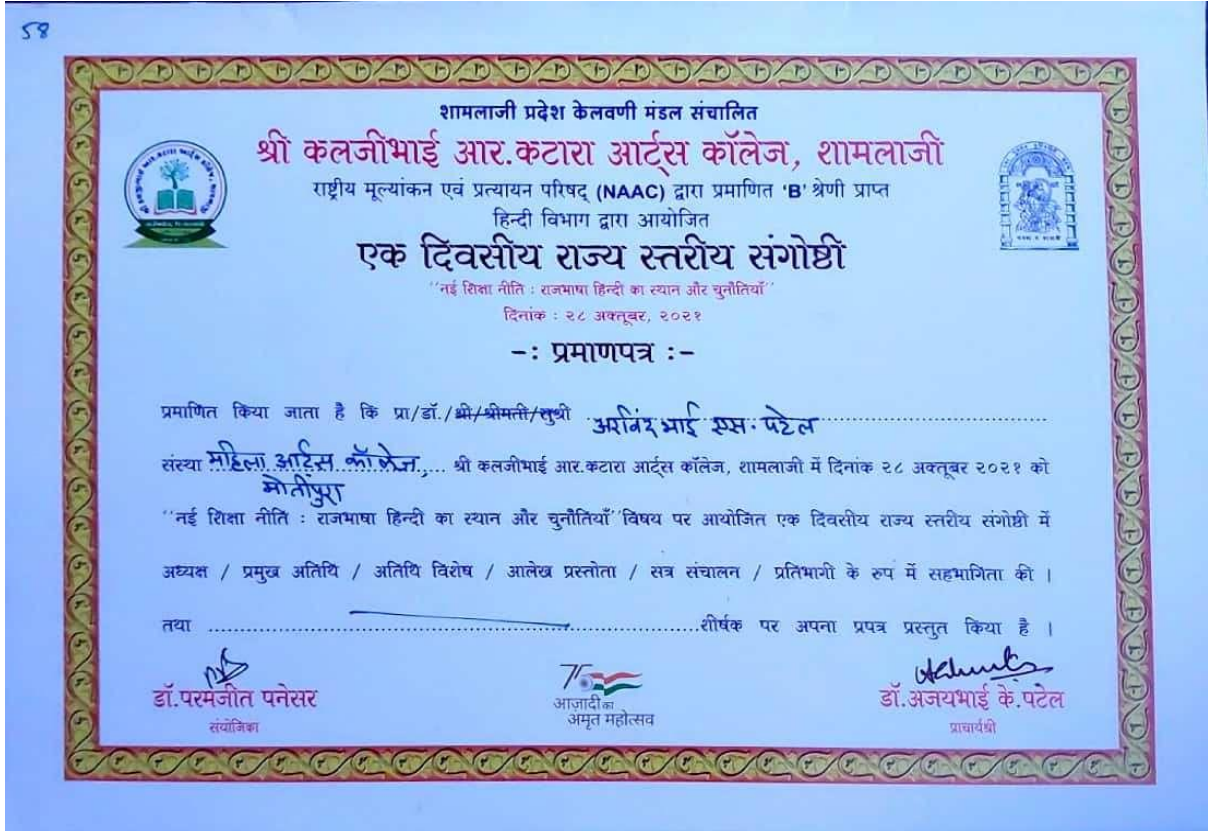 58
शामलाजी प्रदेश केलवणी मंडल संचालित
श्री कलजीभाई आर.कटारा आर्ट्स कॉलेज, शामलाजी
राष्ट्रीय मूल्यांकन एवं प्रत्यायन परिषद् (NAAC) द्वारा प्रमाणित 'B' श्रेणी प्राप्त
हिन्दी विभाग द्वारा आयोजित
एक दिवसीय राज्य स्तरीय संगोष्ठी
''नई शिक्षा नीति : राजभाषा हिन्दी का स्थान और चुनौतियाँ''
दिनांक : २८ अक्तूबर, २०२१
-: प्रमाणपत्र :-
प्रमाणित किया जाता है कि प्रा/डॉ./श्री/श्रीमती/सुश्री अरविंदभाई एस. पटेल
संस्था महिला आर्ट्स कॉलेज, श्री कलजीभाई आर.कटारा आर्ट्स कॉलेज, शामलाजी में दिनांक २८ अक्तूबर २०२१ को
मोतीपुरा
''नई शिक्षा नीति : राजभाषा हिन्दी का स्थान और चुनौतियाँ'' विषय पर आयोजित एक दिवसीय राज्य स्तरीय संगोष्ठी में
अध्यक्ष / प्रमुख अतिथि / अतिथि विशेष / आलेख प्रस्तोता / सत्र संचालन / प्रतिभागी के रुप में सहभागिता की |
तथा ........................शीर्षक पर अपना प्रपत्र प्रस्तुत किया है |
डॉ.परमजीत पनेसर
संयोजिका
75
आज़ादी का
अमृत महोत्सव
डॉ.अजयभाई के.पटेल
प्राचार्यश्री